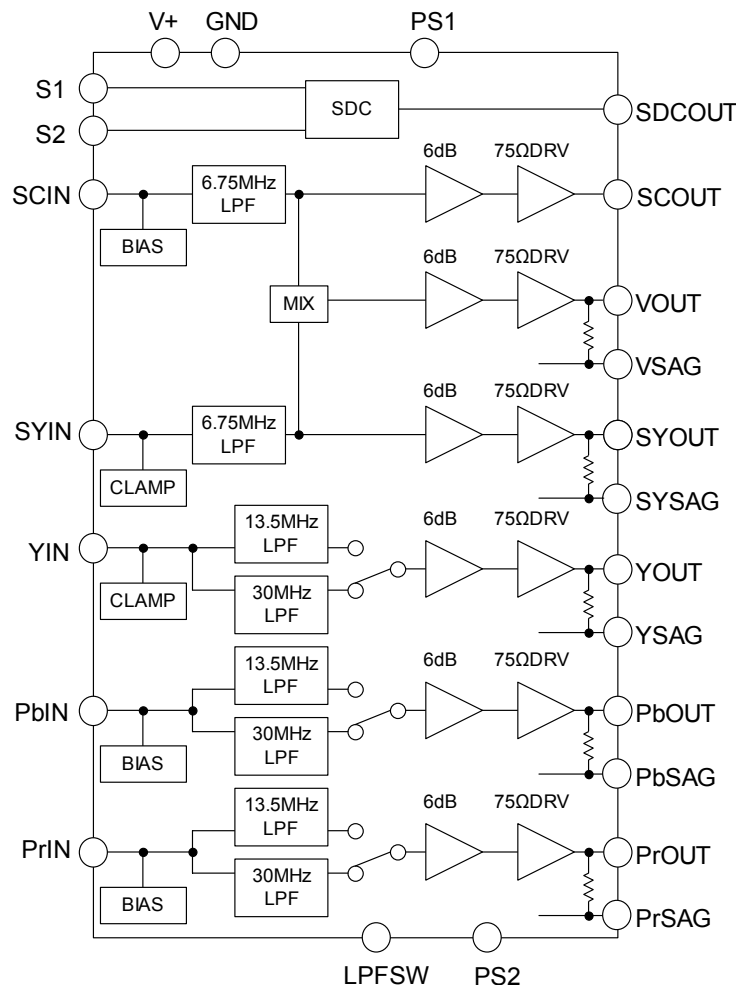 V+
GND
PS1
S1
SDC
SDCOUT
S2
6dB
75ΩDRV
SCIN
6.75MHz
LPF
SCOUT
BIAS
6dB
75ΩDRV
MIX
VOUT
VSAG
6dB
75ΩDRV
SYIN
6.75MHz
LPF
SYOUT
CLAMP
SYSAG
13.5MHz
LPF
6dB
75ΩDRV
YIN
YOUT
CLAMP
30MHz
LPF
YSAG
13.5MHz
LPF
6dB
75ΩDRV
PbIN
PbOUT
BIAS
30MHz
LPF
PbSAG
13.5MHz
LPF
6dB
75ΩDRV
PrIN
PrOUT
BIAS
30MHz
LPF
PrSAG
LPFSW
PS2